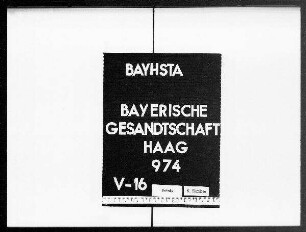 BAYHSTA
BAYERISCHE
GESANDTSCHAFT
HAAG
974
V-16